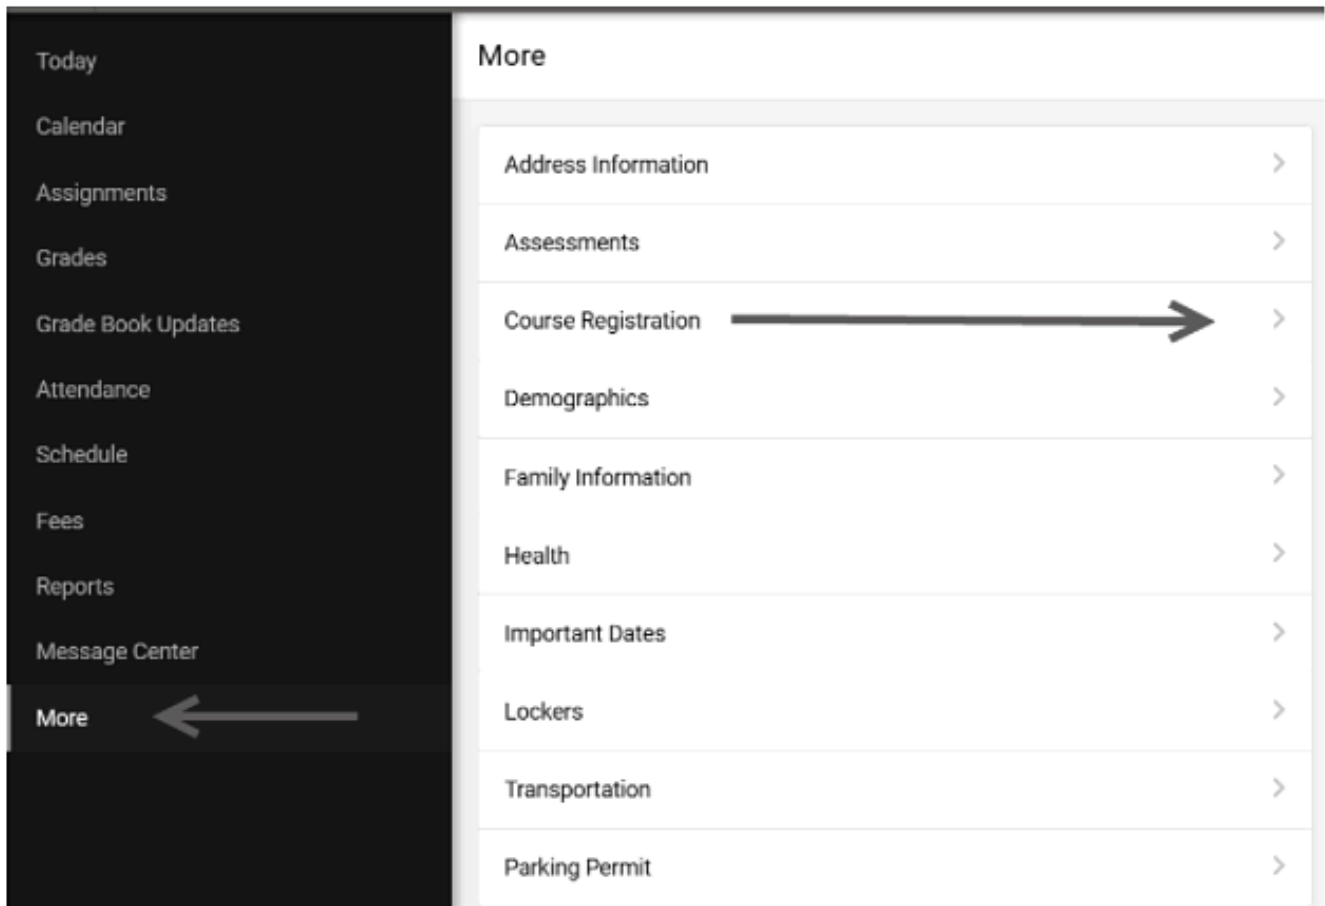 Today
Calendar
Assignments
Grades
Grade Book Updates
Attendance
Schedule
Fees
Reports
Message Center
More
More
Address Information
Assessments
Course Registration
Demographics
Family Information
Health
Important Dates
Lockers
Transportation
Parking Permit